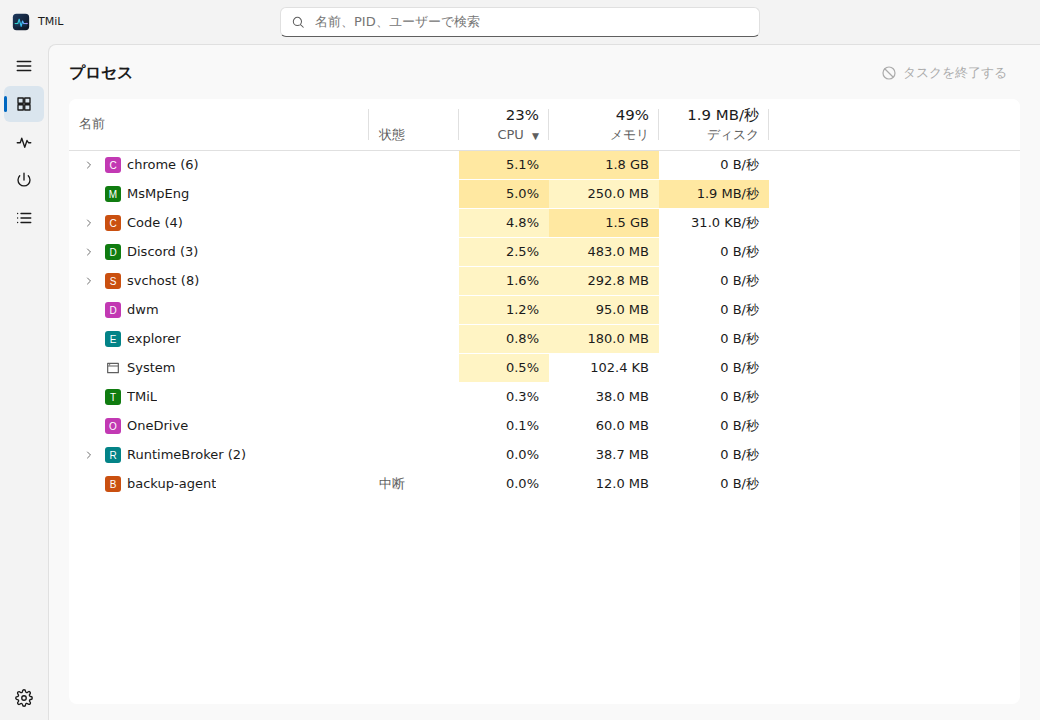 TMiL
名前、PID、ユーザーで検索
プロセス
タスクを終了する
名前 状態 23% CPU ▼ 49% メモリ 1.9 MB/秒 ディスク
C chrome (6) 5.1% 1.8 GB 0 B/秒
M MsMpEng 5.0% 250.0 MB 1.9 MB/秒
C Code (4) 4.8% 1.5 GB 31.0 KB/秒
D Discord (3) 2.5% 483.0 MB 0 B/秒
S svchost (8) 1.6% 292.8 MB 0 B/秒
D dwm 1.2% 95.0 MB 0 B/秒
E explorer 0.8% 180.0 MB 0 B/秒
System 0.5% 102.4 KB 0 B/秒
T TMiL 0.3% 38.0 MB 0 B/秒
O OneDrive 0.1% 60.0 MB 0 B/秒
R RuntimeBroker (2) 0.0% 38.7 MB 0 B/秒
B backup-agent 中断 0.0% 12.0 MB 0 B/秒